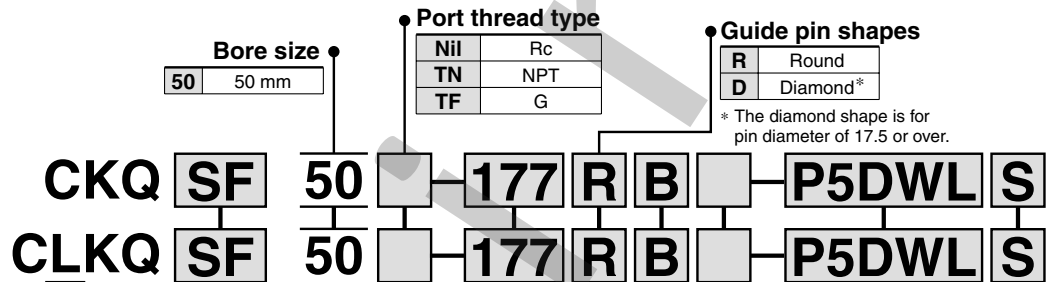 Port thread type
Nil Rc
TN NPT
TF G
Bore size
50 50 mm
Guide pin shapes
R Round
D Diamond*
* The diamond shape is for
pin diameter of 17.5 or over.
CKQ SF 50 - 177 R B - P5DWL S
CLKQ SF 50 - 177 R B - P5DWL S